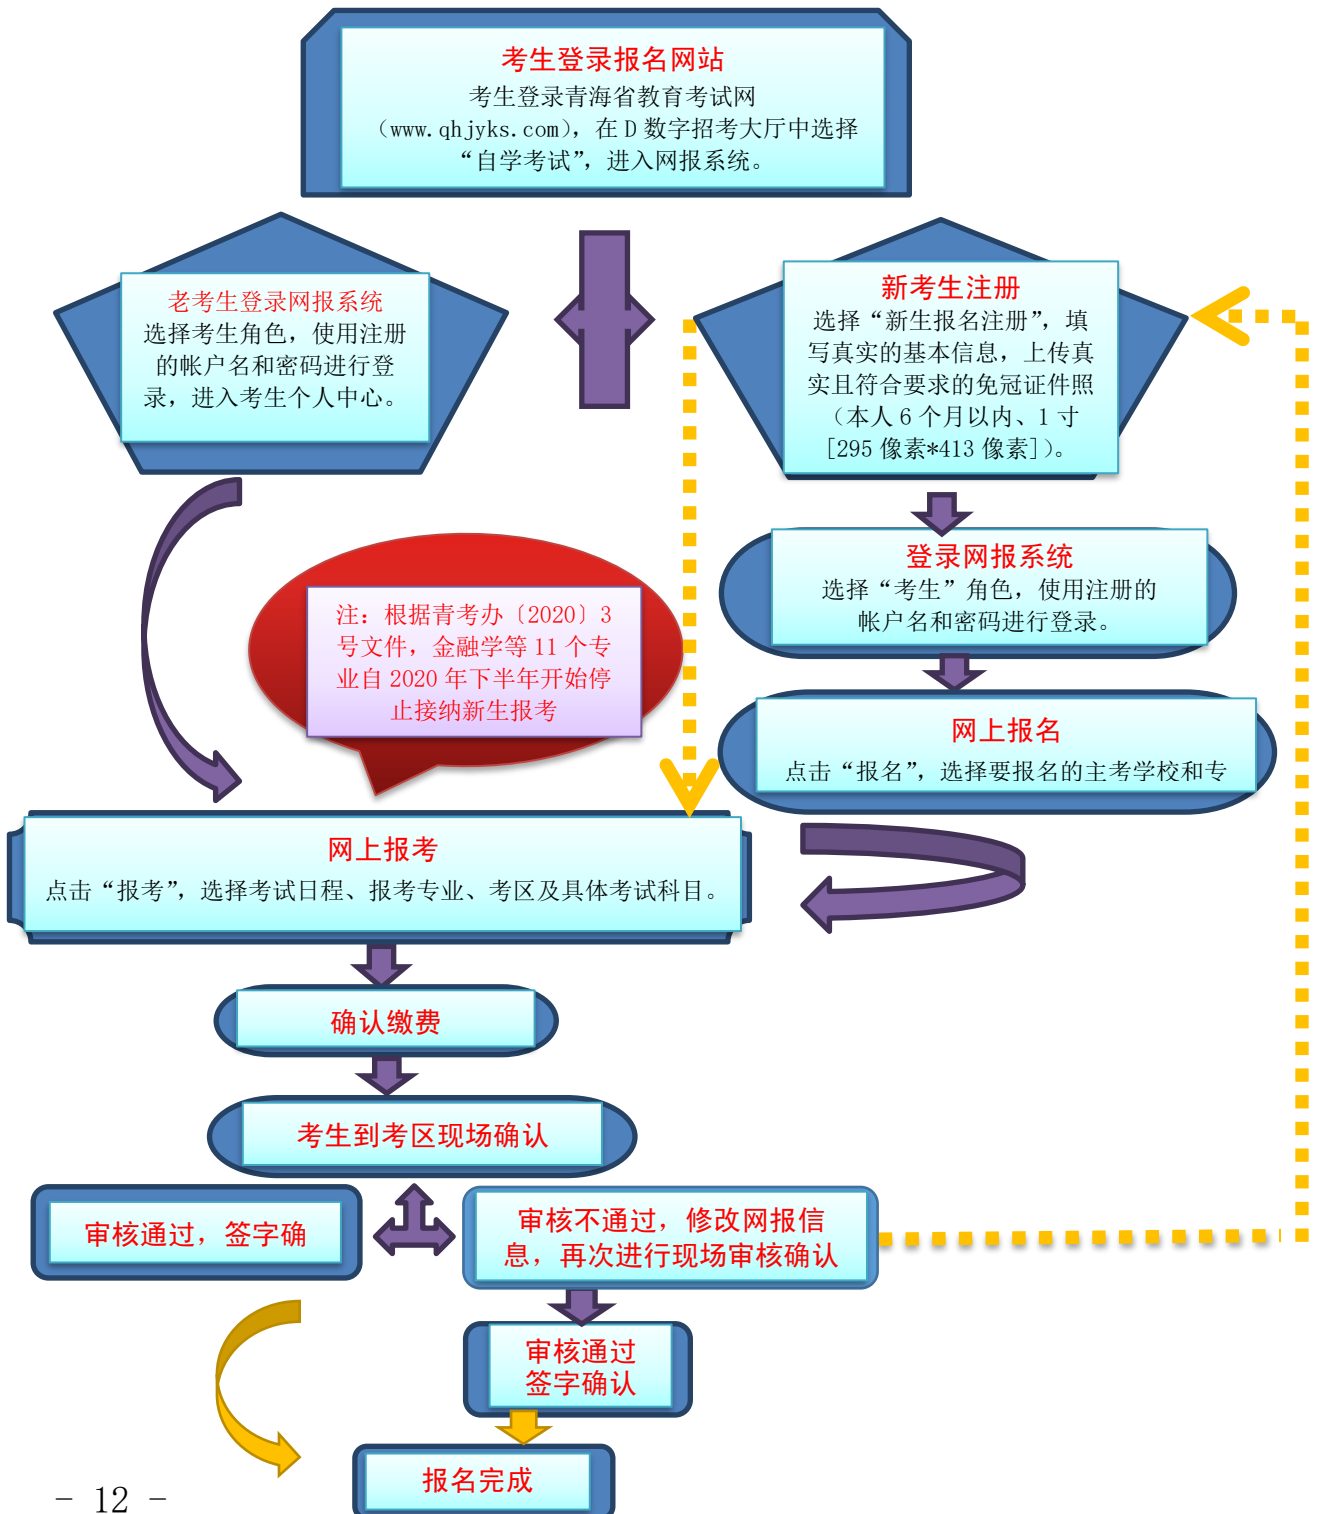 考生登录报名网站
考生登录青海省教育考试网
（www.qhjyks.com），在 D 数字招考大厅中选择
“自学考试”，进入网报系统。
老考生登录网报系统
选择考生角色，使用注册
的帐户名和密码进行登
录，进入考生个人中心。
新考生注册
选择“新生报名注册”，填
写真实的基本信息，上传真
实且符合要求的免冠证件照
（本人 6 个月以内、1 寸
[295 像素*413 像素]）。
登录网报系统
选择“考生”角色，使用注册的
帐户名和密码进行登录。
注：根据青考办〔2020〕3
号文件，金融学等 11 个专
业自 2020 年下半年开始停
止接纳新生报考
网上报名
点击“报名”，选择要报名的主考学校和专
网上报考
点击“报考”，选择考试日程、报考专业、考区及具体考试科目。
确认缴费
考生到考区现场确认
审核通过，签字确
审核不通过，修改网报信
息，再次进行现场审核确认
审核通过
签字确认
报名完成
- 12 -